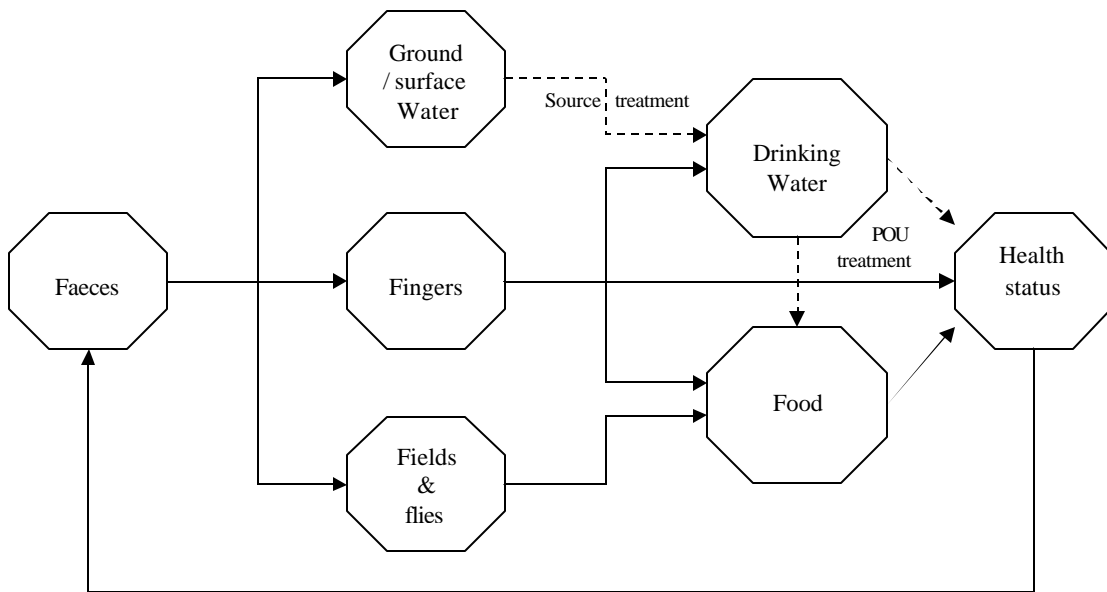 Ground
/ surface
Water
Source treatment
Drinking
Water
POU
treatment
Faeces
Fingers
Health
status
Food
Fields
&
flies